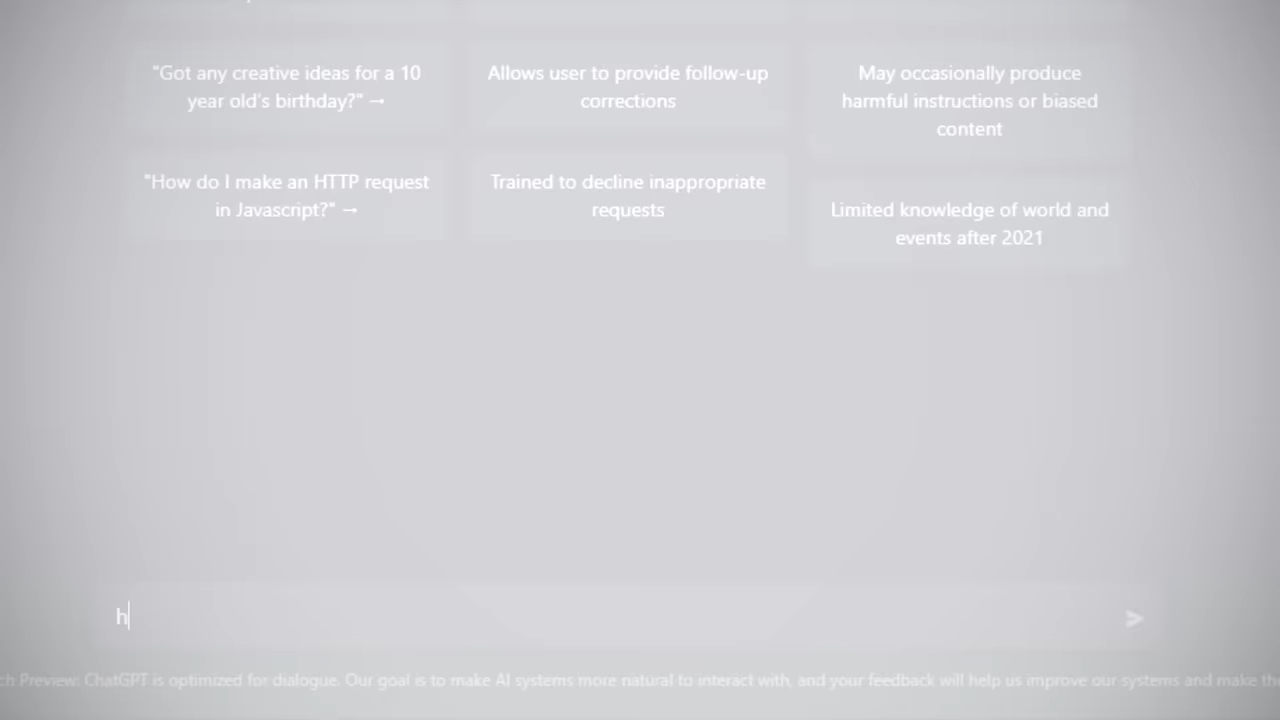 "Got any creative ideas for a 10
year old's birthday?" →
Allows user to provide follow-up
corrections
May occasionally produce
harmful instructions or biased
content
"How do I make an HTTP request
in Javascript?" →
Trained to decline inappropriate
requests
Limited knowledge of world and
events after 2021
h
ch Preview: ChatGPT is optimized for dialogue. Our goal is to make AI systems more natural to interact with, and your feedback will help us improve our systems and make the